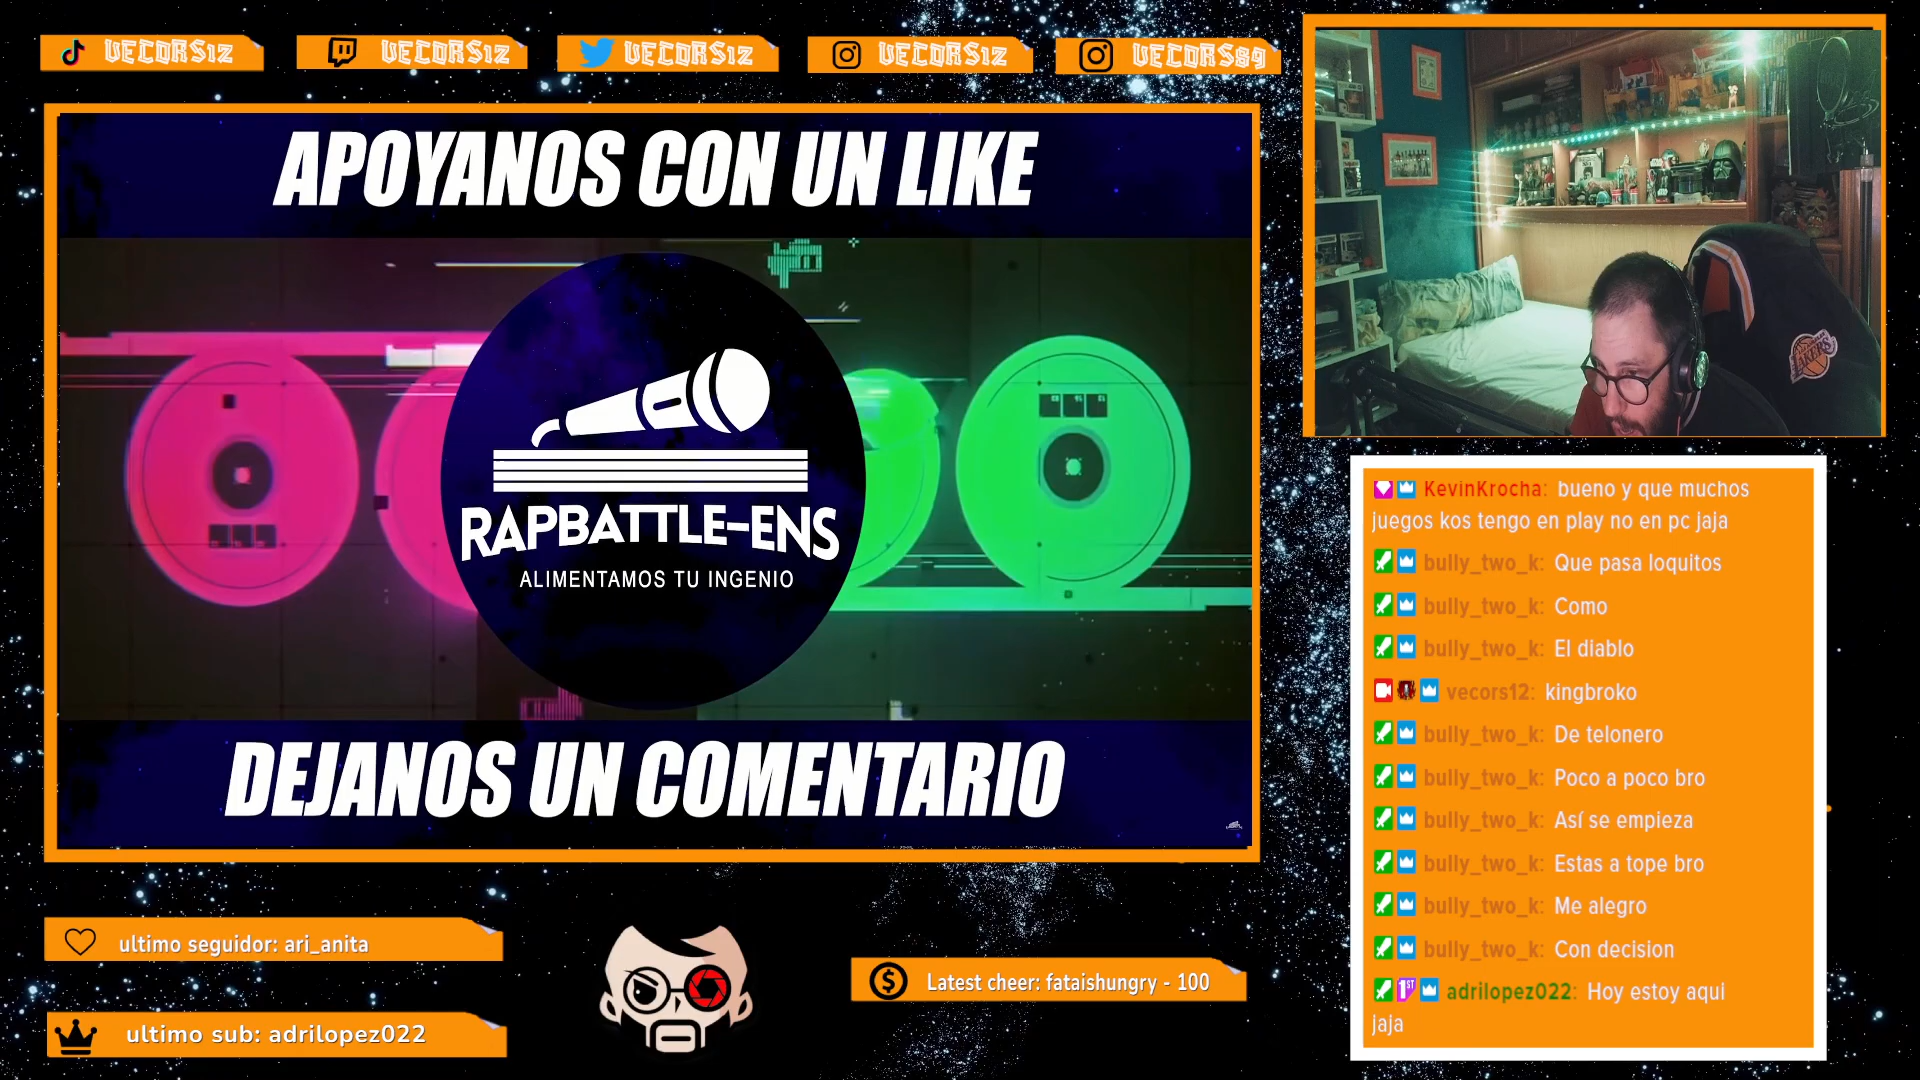 VECORS12
VECORS12
VECORS12
VECORS12
VECORS89
APOYANOS CON UN LIKE
RAPBATTLE-ENS
ALIMENTAMOS TU INGENIO
DEJANOS UN COMENTARIO
KevinKrocha: bueno y que muchos
juegos kos tengo en play no en pc jaja
bully_two_k: Que pasa loquitos
bully_two_k: Como
bully_two_k: El diablo
vecors12: kingbroko
bully_two_k: De telonero
bully_two_k: Poco a poco bro
bully_two_k: Así se empieza
bully_two_k: Estas a tope bro
bully_two_k: Me alegro
bully_two_k: Con decision
1ST adrilopez022: Hoy estoy aqui
jaja
ultimo seguidor: ari_anita
Latest cheer: fataishungry - 100
ultimo sub: adrilopez022